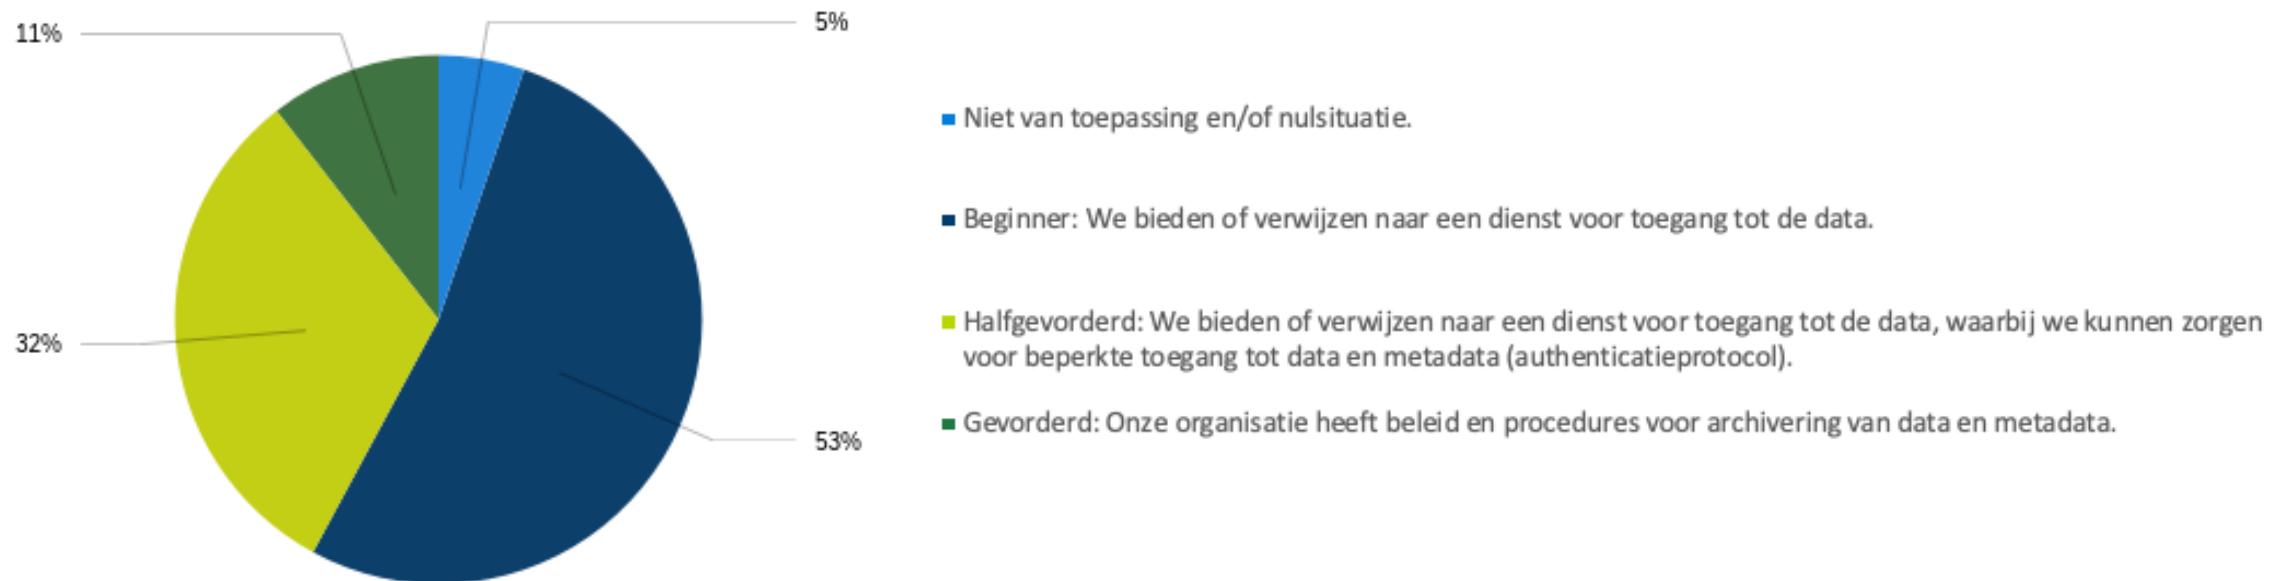 11%
5%
32%
53%
Niet van toepassing en/of nulsituatie.
Beginner: We bieden of verwijzen naar een dienst voor toegang tot de data.
Halfgevorderd: We bieden of verwijzen naar een dienst voor toegang tot de data, waarbij we kunnen zorgen
voor beperkte toegang tot data en metadata (authenticatieprotocol).
Gevorderd: Onze organisatie heeft beleid en procedures voor archivering van data en metadata.